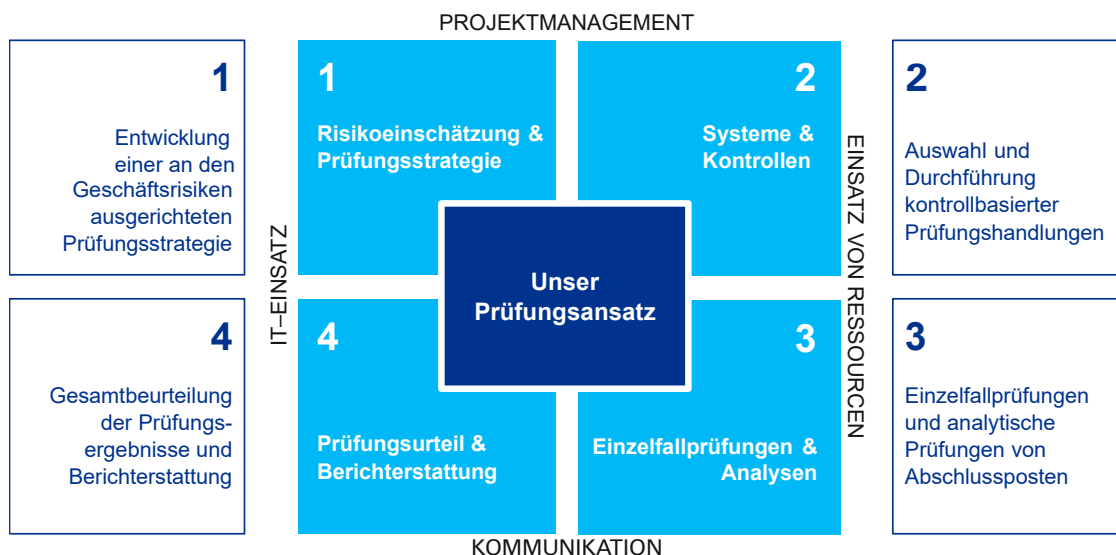 PROJEKTMANAGEMENT
1
Entwicklung
einer an den
Geschäftsrisiken
ausgerichteten
Prüfungsstrategie
1
Risikoeinschätzung &
Prüfungsstrategie
2
Systeme &
Kontrollen
2
Auswahl und
Durchführung
kontrollbasierter
Prüfungshandlungen
IT–EINSATZ
Unser
Prüfungsansatz
EINSATZ VON RESSOURCEN
4
Gesamtbeurteilung
der Prüfungs-
ergebnisse und
Berichterstattung
4
Prüfungsurteil &
Berichterstattung
3
Einzelfallprüfungen &
Analysen
3
Einzelfallprüfungen
und analytische
Prüfungen von
Abschlussposten
KOMMUNIKATION